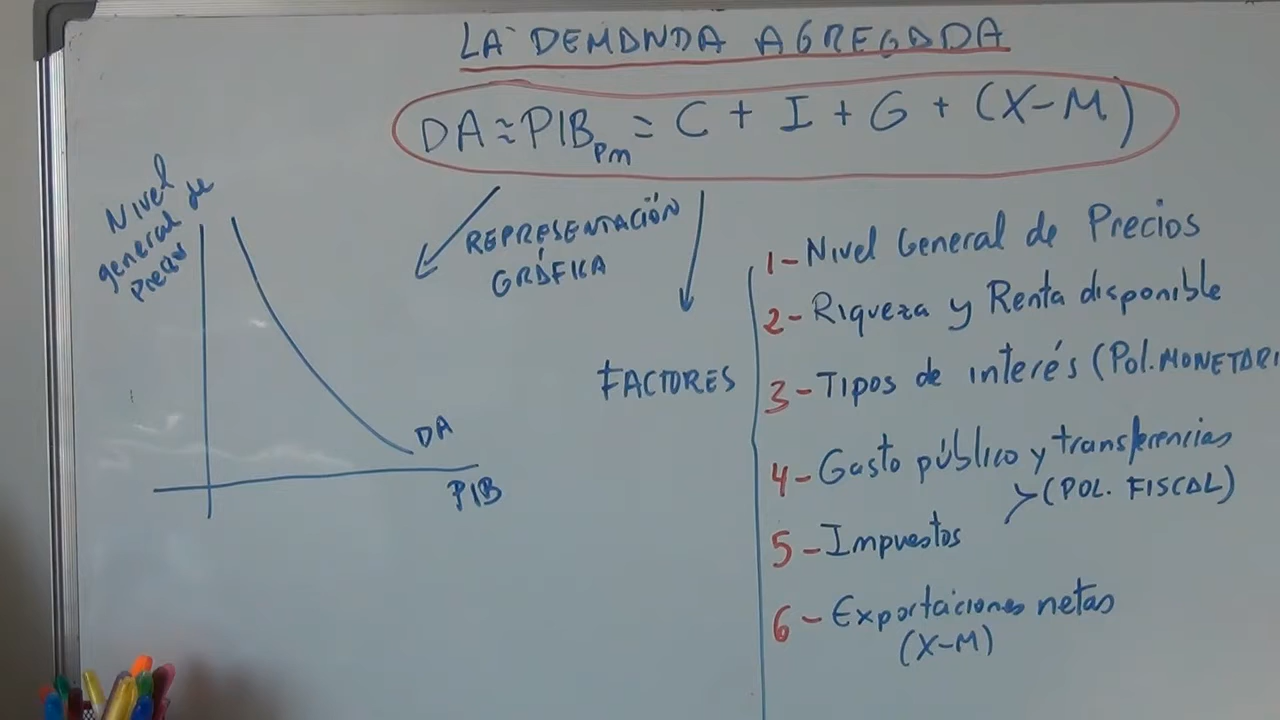 LA DEMANDA AGREGADA
DA ≈ PIBpm = C + I + G + (X-M)
Nivel
general de
precios
DA
PIB
REPRESENTACIÓN
GRÁFICA
FACTORES
1- Nivel General de Precios
2- Riqueza y Renta disponible
3- Tipos de interés (Pol. MONETARI
4- Gasto público y transferencias
(POL. FISCAL)
5- Impuestos
6- Exportaciones netas
(X-M)